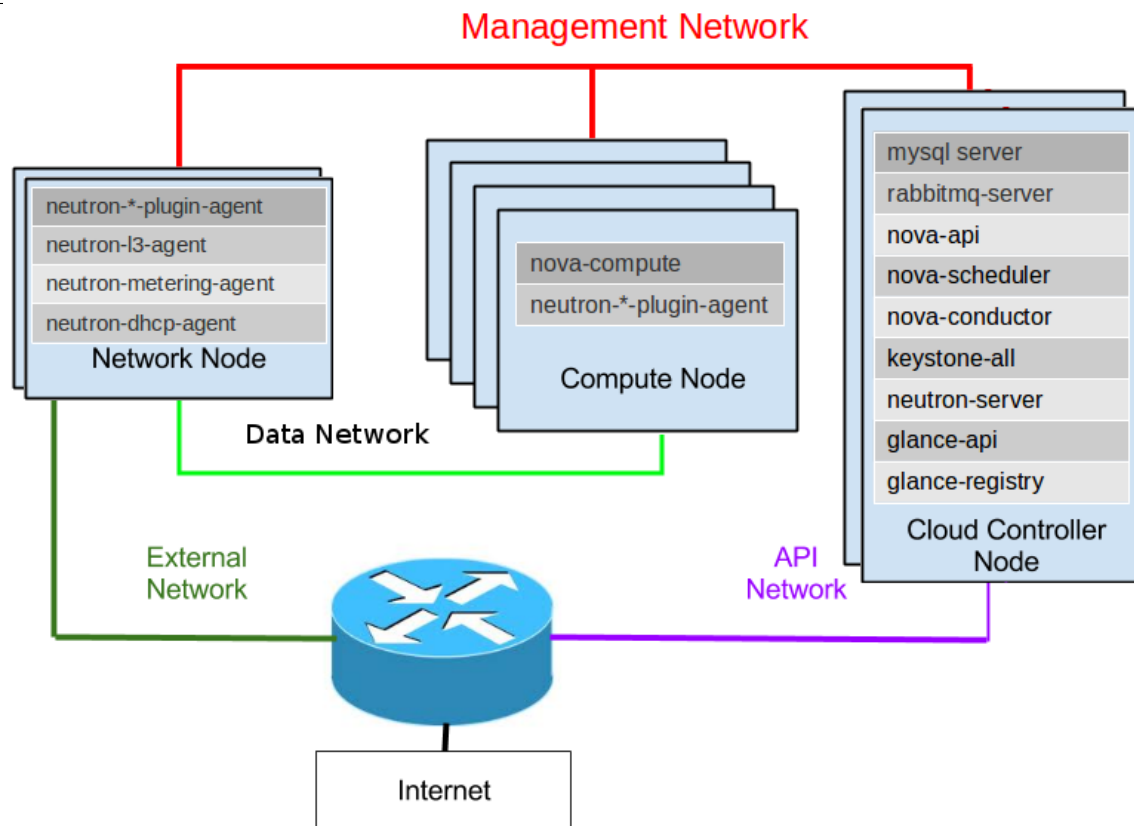 Management Network
neutron-*-plugin-agent
neutron-l3-agent
neutron-metering-agent
neutron-dhcp-agent
Network Node
nova-compute
neutron-*-plugin-agent
Compute Node
mysql server
rabbitmq-server
nova-api
nova-scheduler
nova-conductor
keystone-all
neutron-server
glance-api
glance-registry
Cloud Controller
Node
Data Network
External
Network
API
Network
Internet